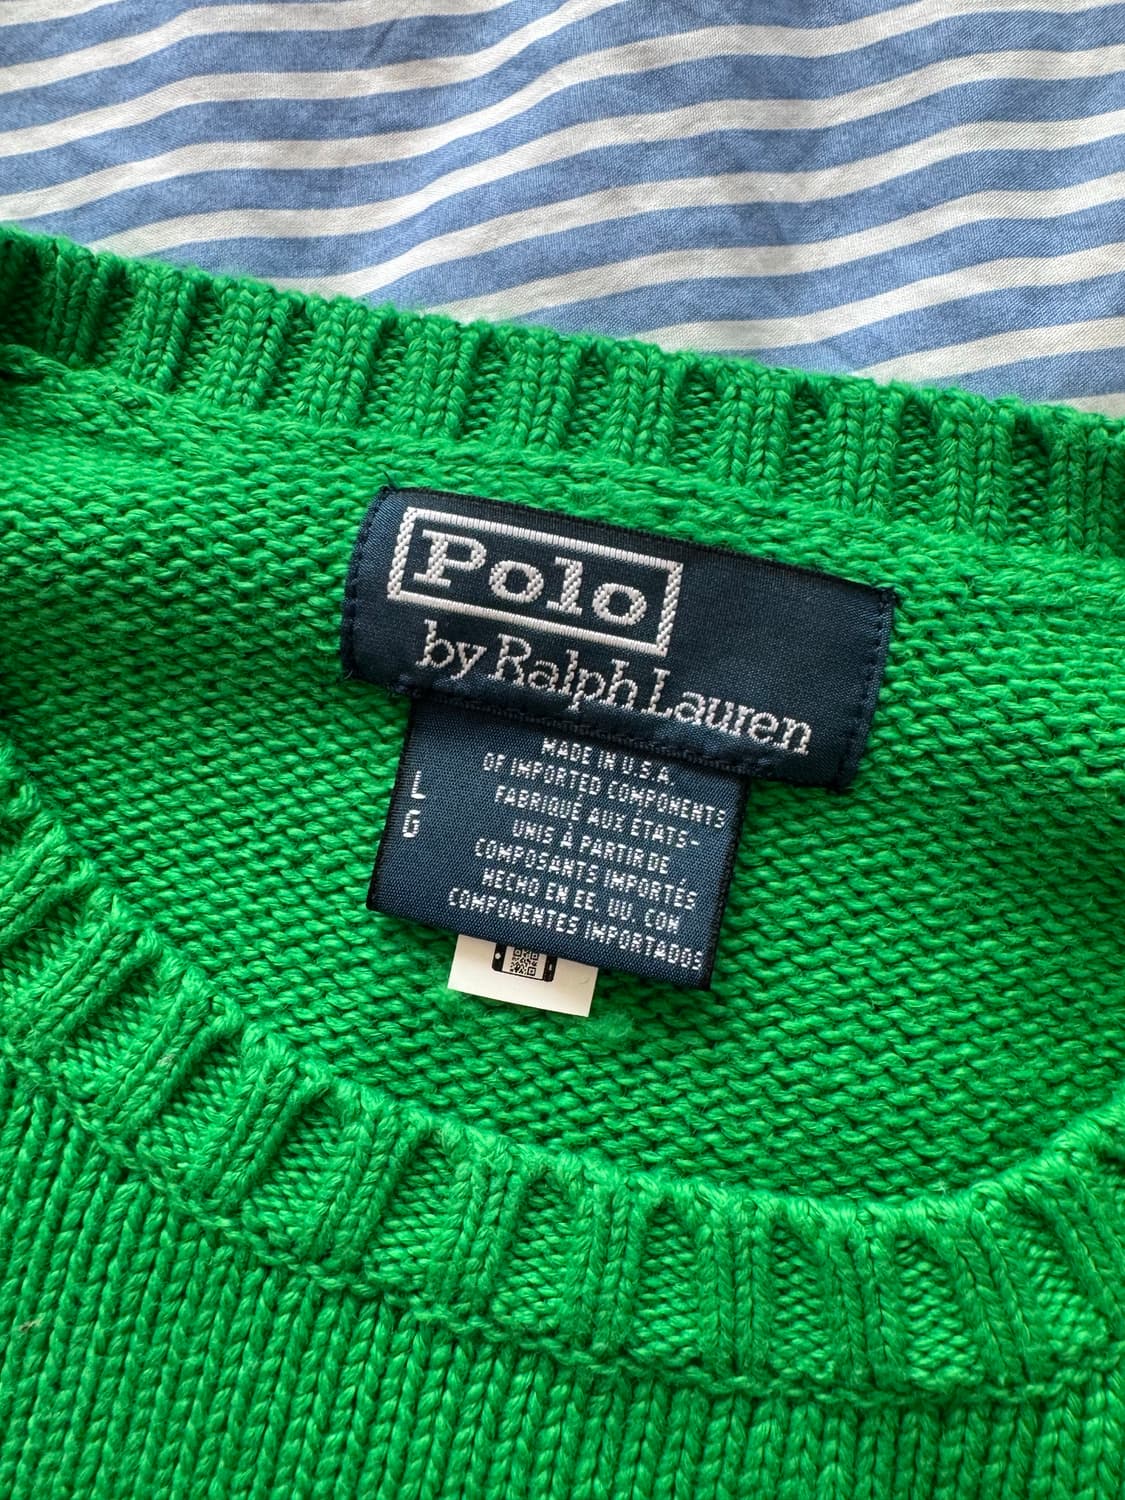 Polo
by Ralph Lauren
L
G
MADE IN U.S.A.
OF IMPORTED COMPONENTS
FABRIQUÉ AUX ÉTATS-
UNIS À PARTIR DE
COMPOSANTS IMPORTÉS
HECHO EN EE. UU. CON
COMPONENTES IMPORTADOS